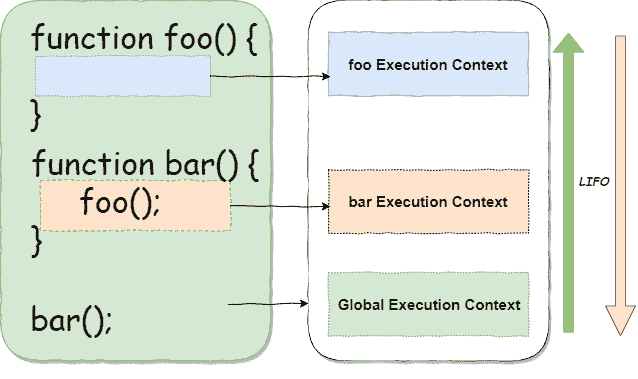 function foo() {
}
function bar() {
foo();
}
bar();
foo Execution Context
bar Execution Context
Global Execution Context
LIFO